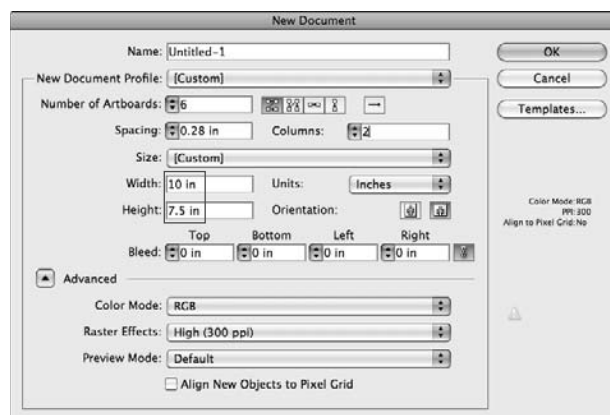 New Document
Name: Untitled-1
OK
New Document Profile: [Custom]
Cancel
Number of Artboards: 6
Templates...
Spacing: 0.28 in Columns: 2
Size: [Custom]
Width: 10 in Units: Inches
Height: 7.5 in Orientation:
Color Mode: RGB
PPI: 300
Align to Pixel Grid: No
Top Bottom Left Right
Bleed: 0 in 0 in 0 in 0 in
Advanced
Color Mode: RGB
Raster Effects: High (300 ppi)
Preview Mode: Default
Align New Objects to Pixel Grid